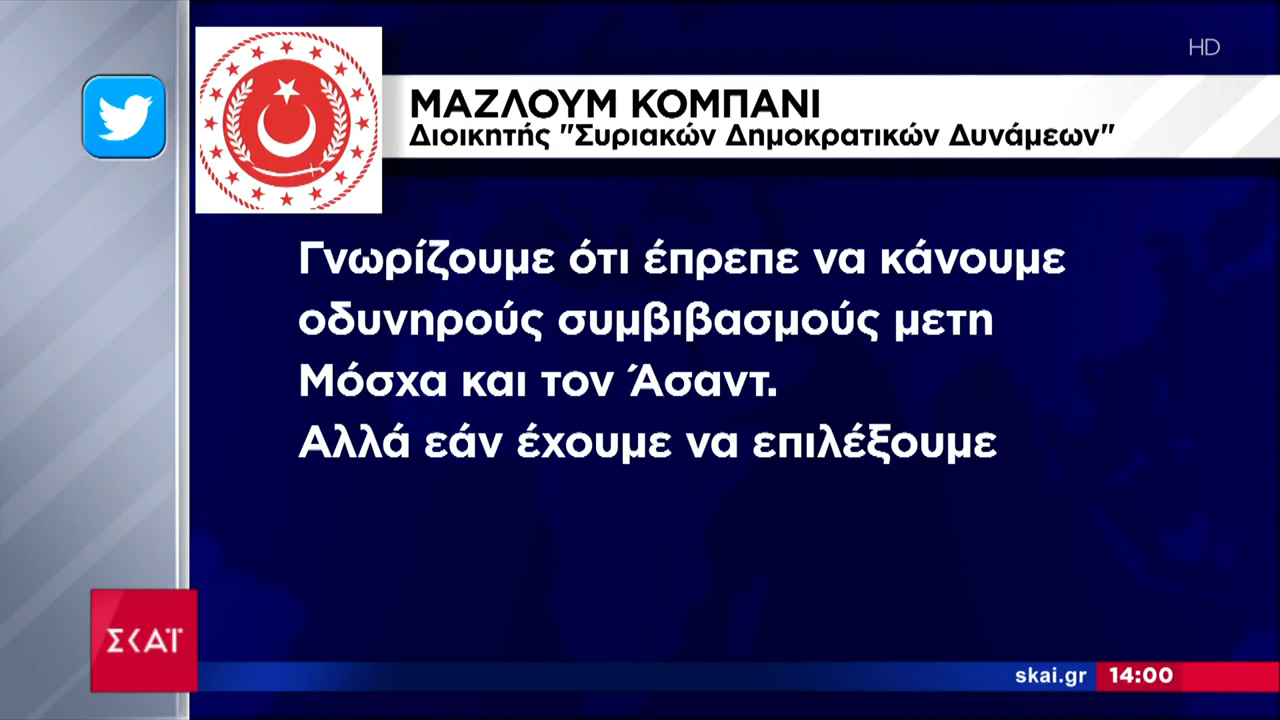 HD
ΜΑΖΛΟΥΜ ΚΟΜΠΑΝΙ
Διοικητής "Συριακών Δημοκρατικών Δυνάμεων"
Γνωρίζουμε ότι έπρεπε να κάνουμε
οδυνηρούς συμβιβασμούς μετη
Μόσχα και τον Άσαντ.
Αλλά εάν έχουμε να επιλέξουμε
ΣΚΑΪ
skai.gr 14:00